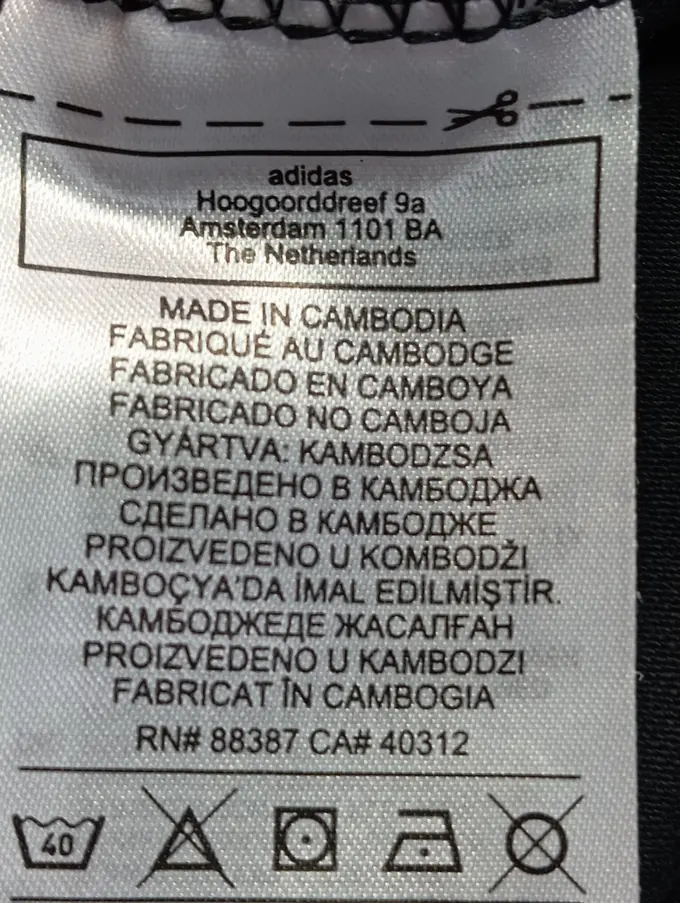 adidas
Hoogoorddreef 9a
Amsterdam 1101 BA
The Netherlands
MADE IN CAMBODIA
FABRIQUÉ AU CAMBODGE
FABRICADO EN CAMBOYA
FABRICADO NO CAMBOJA
GYÁRTVA: KAMBODZSA
ПРОИЗВЕДЕНО В КАМБОДЖА
СДЕЛАНО В КАМБОДЖЕ
PROIZVEDENO U KOMBODŽI
KAMBOÇYA'DA İMAL EDİLMİŞTİR.
КАМБОДЖЕДЕ ЖАСАЛҒАН
PROIZVEDENO U KAMBODZI
FABRICAT ÎN CAMBOGIA
RN# 88387 CA# 40312
40